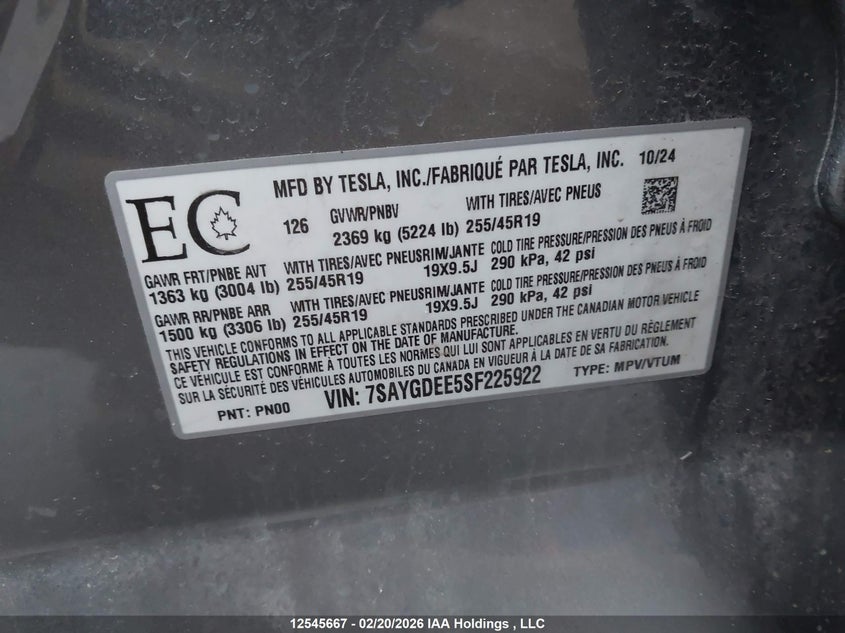 MFD BY TESLA, INC./FABRIQUÉ PAR TESLA, INC. 10/24
EC 126 GVWR/PNBV WITH TIRES/AVEC PNEUS
2369 kg (5224 lb) 255/45R19
GAWR FRT/PNBE AVT WITH TIRES/AVEC PNEUS RIM/JANTE COLD TIRE PRESSURE/PRESSION DES PNEUS À FROID
1363 kg (3004 lb) 255/45R19 19X9.5J 290 kPa, 42 psi
GAWR RR/PNBE ARR WITH TIRES/AVEC PNEUS RIM/JANTE COLD TIRE PRESSURE/PRESSION DES PNEUS À FROID
1500 kg (3306 lb) 255/45R19 19X9.5J 290 kPa, 42 psi
THIS VEHICLE CONFORMS TO ALL APPLICABLE STANDARDS PRESCRIBED UNDER THE CANADIAN MOTOR VEHICLE
SAFETY REGULATIONS IN EFFECT ON THE DATE OF MANUFACTURE.
CE VÉHICULE EST CONFORME À TOUTES LES NORMES QUI LUI SONT APPLICABLES EN VERTU DU RÈGLEMENT
SUR LA SÉCURITÉ DES VÉHICULES AUTOMOBILES DU CANADA EN VIGUEUR À LA DATE DE SA FABRICATION.
PNT: PN00 VIN: 7SAYGDEE5SF225922 TYPE: MPV/VTUM
12545667 - 02/20/2026 IAA Holdings , LLC